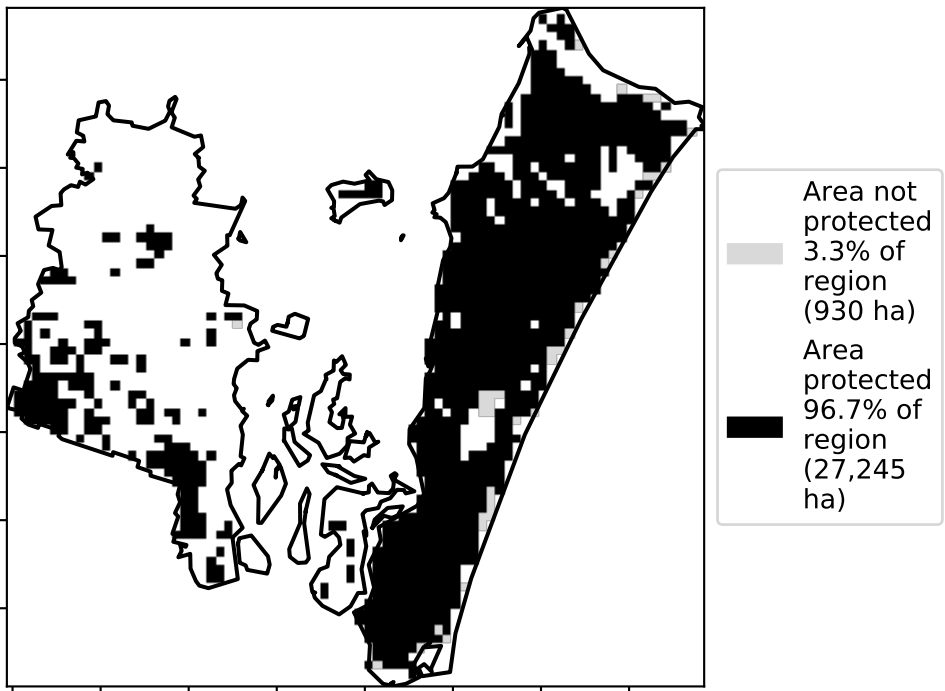 Area not
protected
3.3% of
region
(930 ha)
Area
protected
96.7% of
region
(27,245
ha)